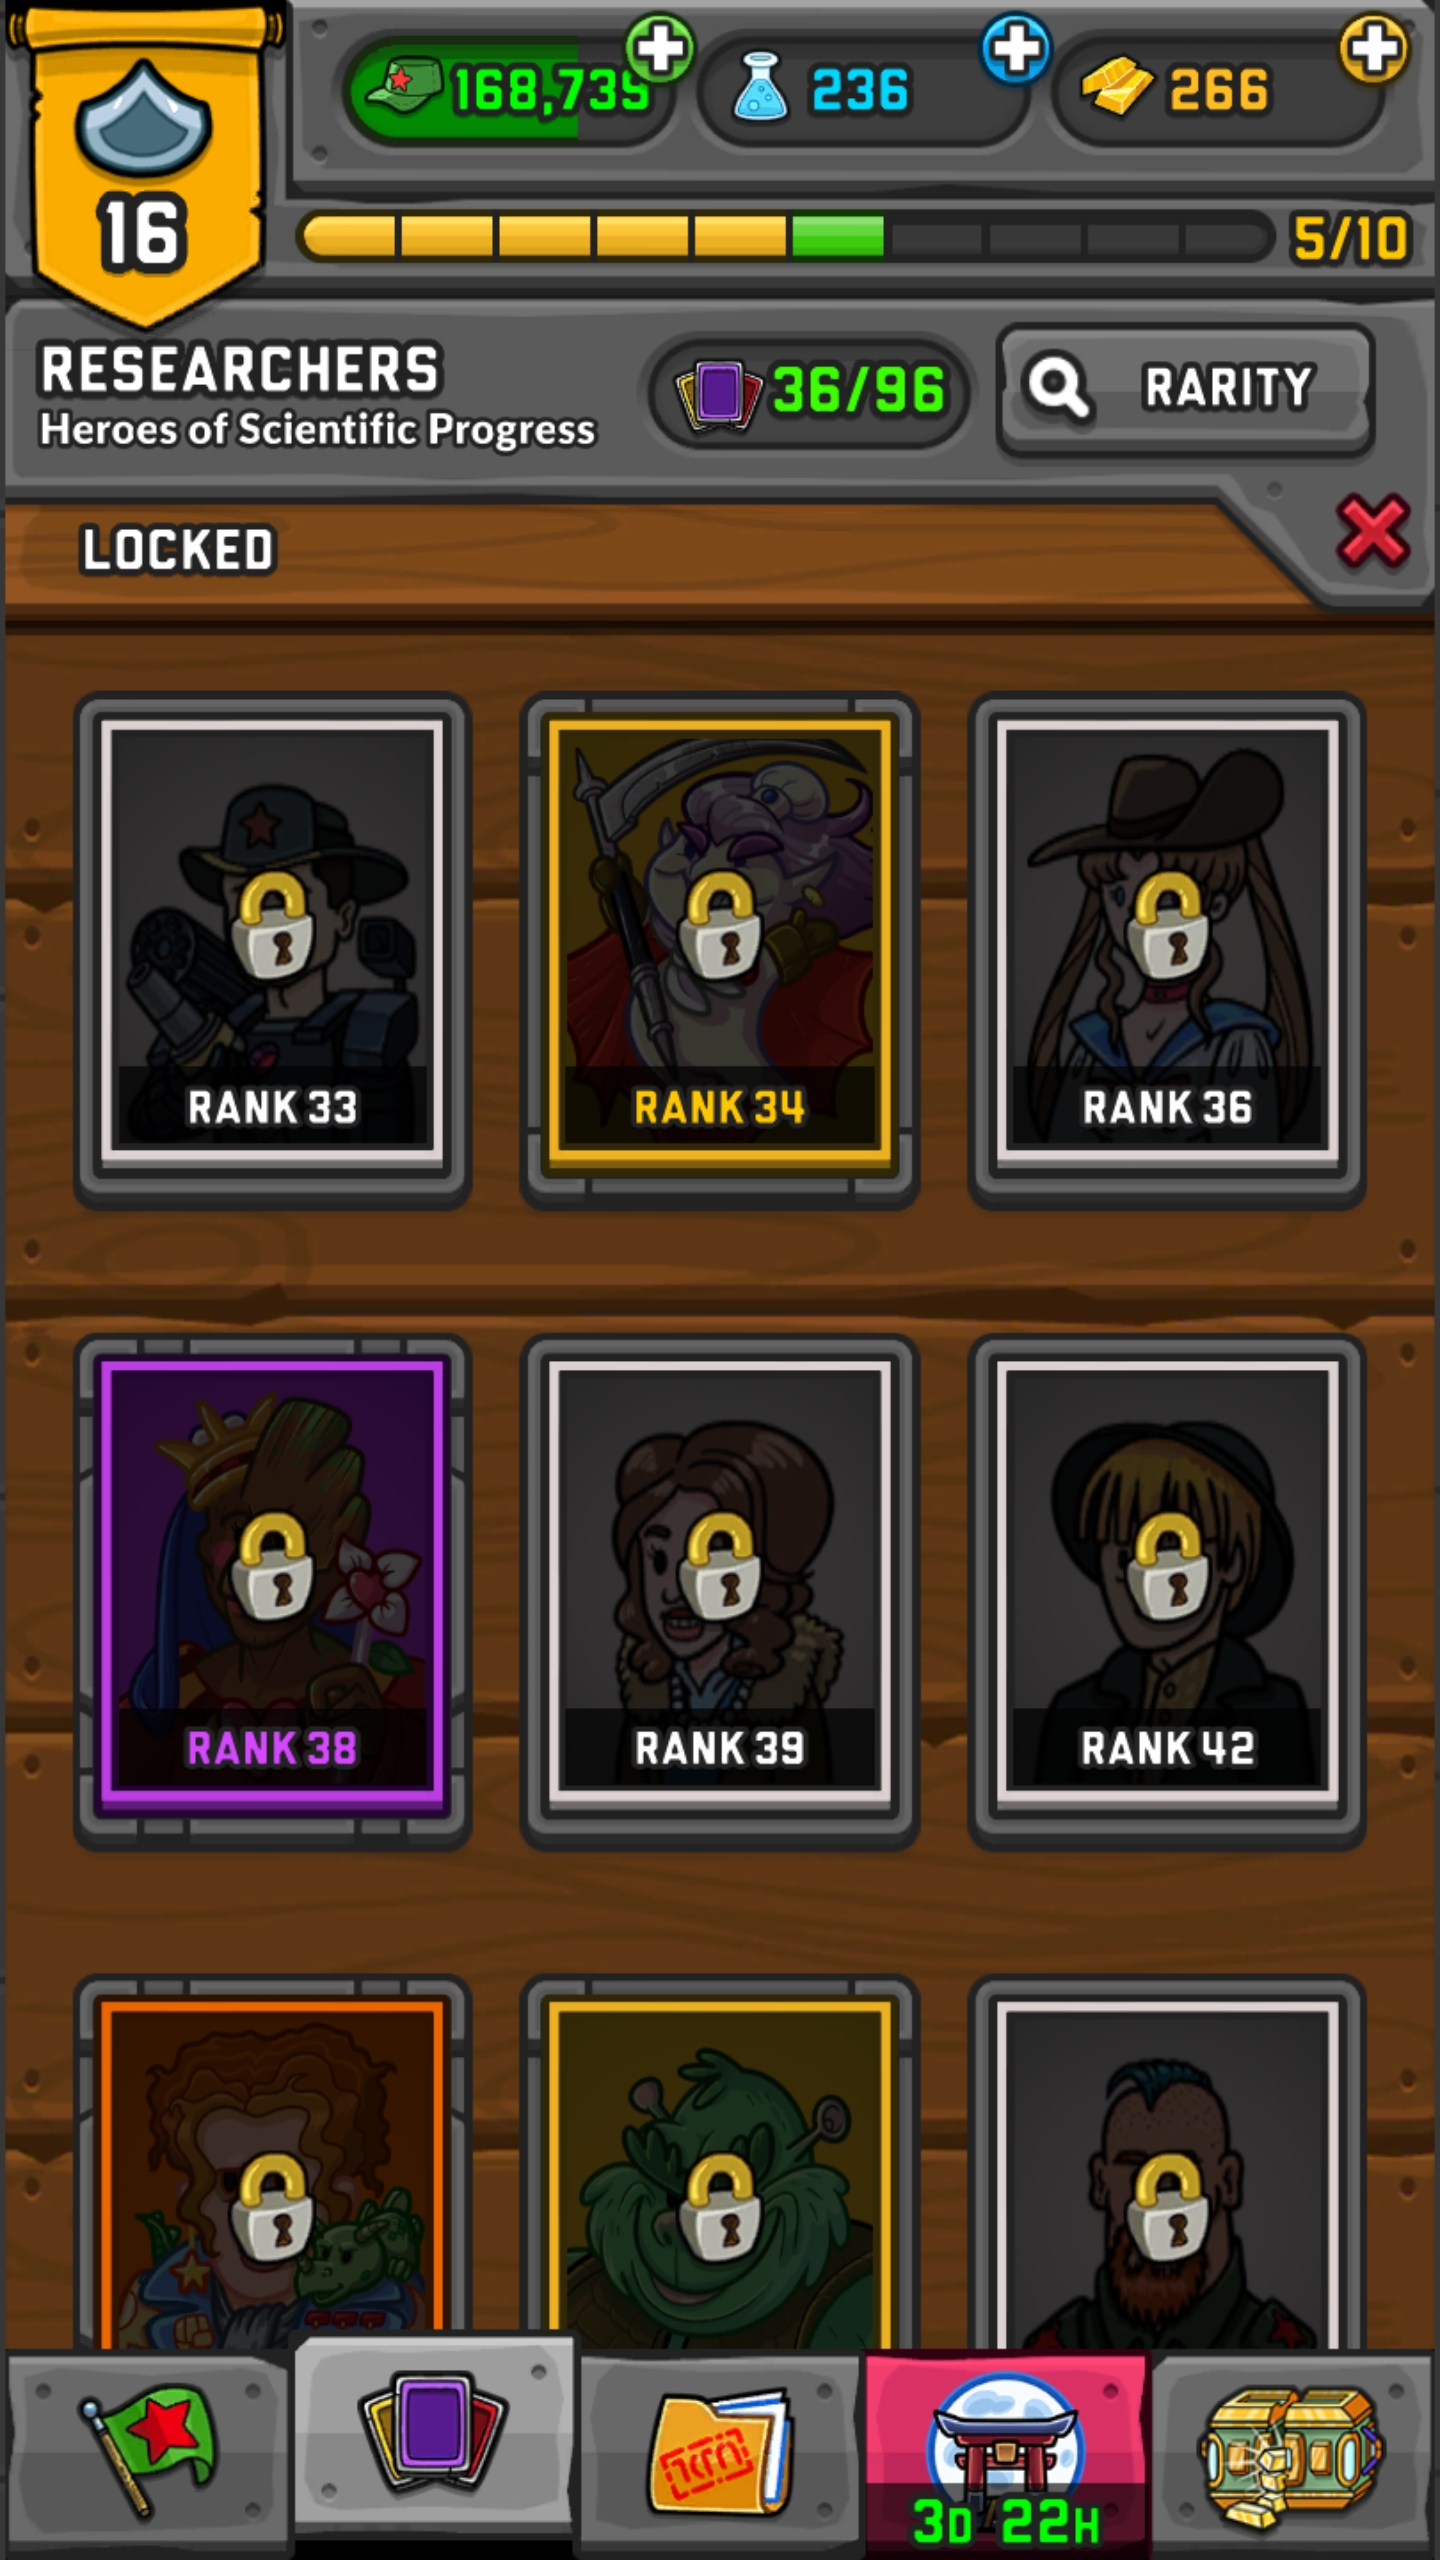 168,739
236
266
16
5/10
RESEARCHERS
Heroes of Scientific Progress
36/96
RARITY
LOCKED
RANK 33
RANK 34
RANK 36
RANK 38
RANK 39
RANK 42
3D 22H